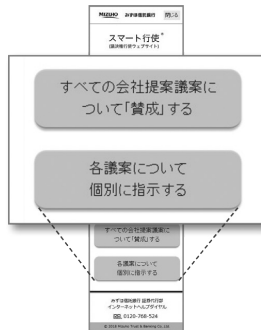 MIZUHO みずほ信託銀行 閉じる
スマート行使®
(議決権行使ウェブサイト)
すべての会社提案議案に
ついて「賛成」する
各議案について
個別に指示する
すべての会社提案議案に
ついて「賛成」する
各議案について
個別に指示する
みずほ信託銀行 証券代行部
インターネットヘルプダイヤル
0120-768-524
© 2018 Mizuho Trust & Banking Co.,Ltd.